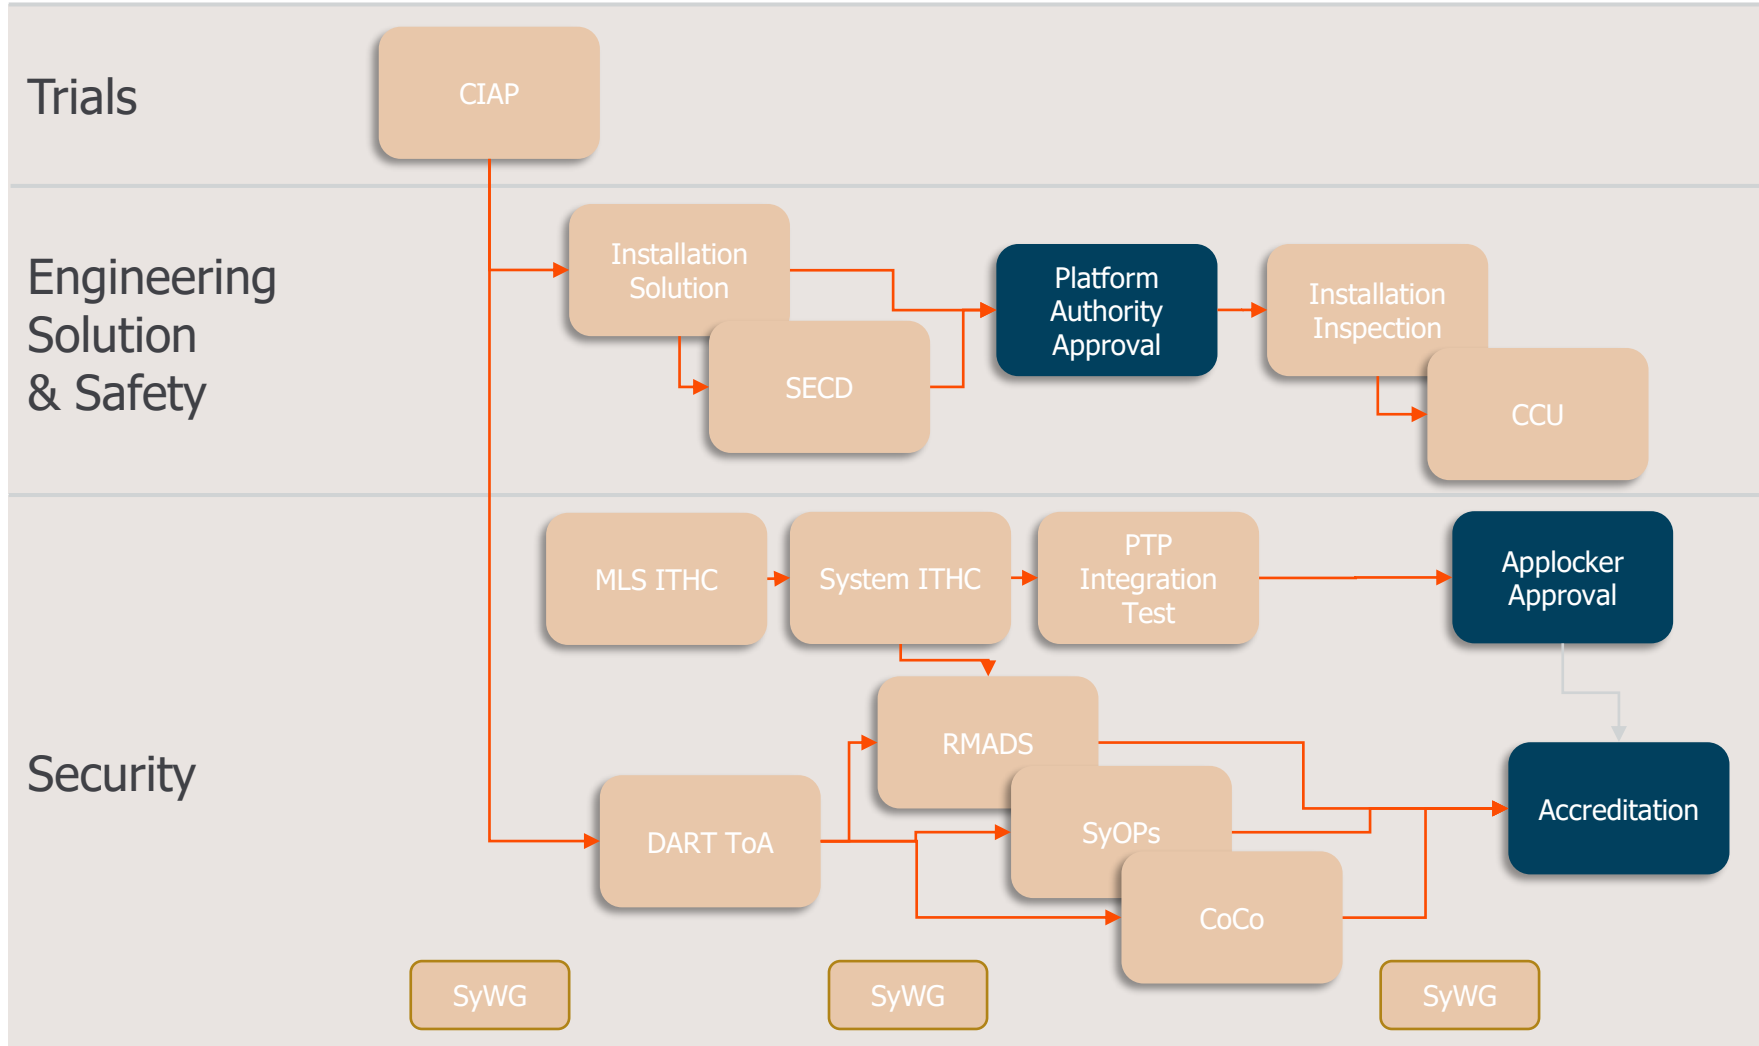 Trials
CIAP
Engineering
Solution
& Safety
Installation
Solution
SECD
Platform
Authority
Approval
Installation
Inspection
CCU
Security
MLS ITHC
System ITHC
PTP
Integration
Test
Applocker
Approval
RMADS
DART ToA
SyOPs
CoCo
Accreditation
SyWG
SyWG
SyWG